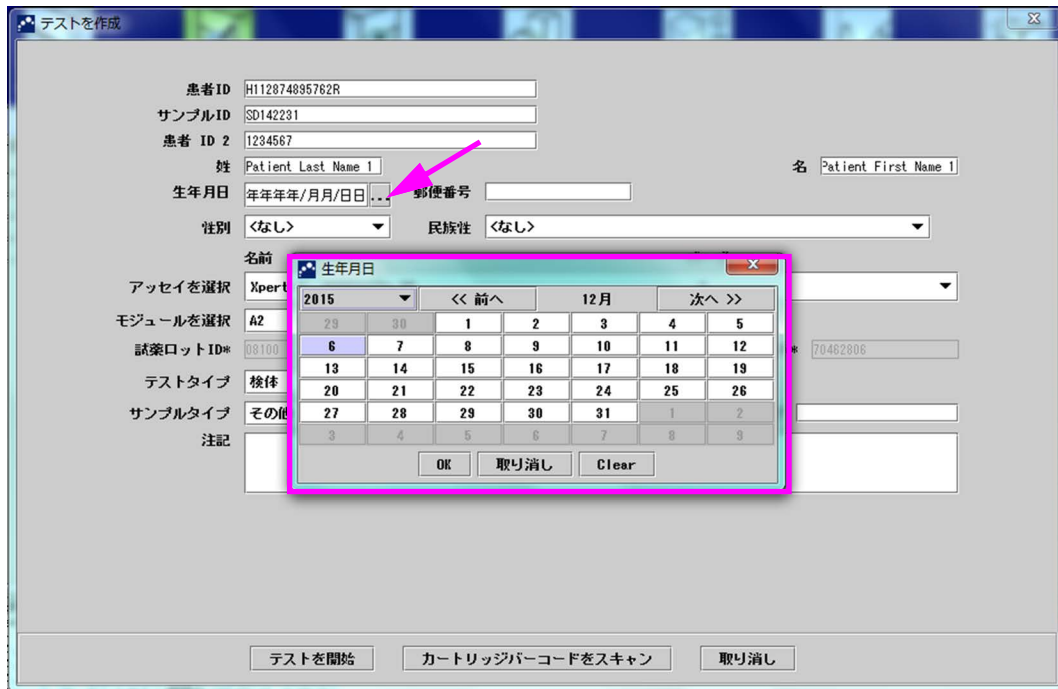 テストを作成
患者ID H112874895762R
サンプルID SD142231
患者 ID 2 1234567
姓 Patient Last Name 1 名 Patient First Name 1
生年月日 年年年年/月月/日日 ... 郵便番号
性別 <なし> 民族性 <なし>
名前
生年月日
アッセイを選択 Xpert
2015 << 前へ 12月 次へ >>
モジュールを選択 A2
29 30 1 2 3 4 5
試薬ロットID* 08100 * 70462806
6 7 8 9 10 11 12
13 14 15 16 17 18 19
テストタイプ 検体
20 21 22 23 24 25 26
サンプルタイプ その他
27 28 29 30 31 1 2
注記
3 4 5 6 7 8 9
OK 取り消し Clear
テストを開始 カートリッジバーコードをスキャン 取り消し